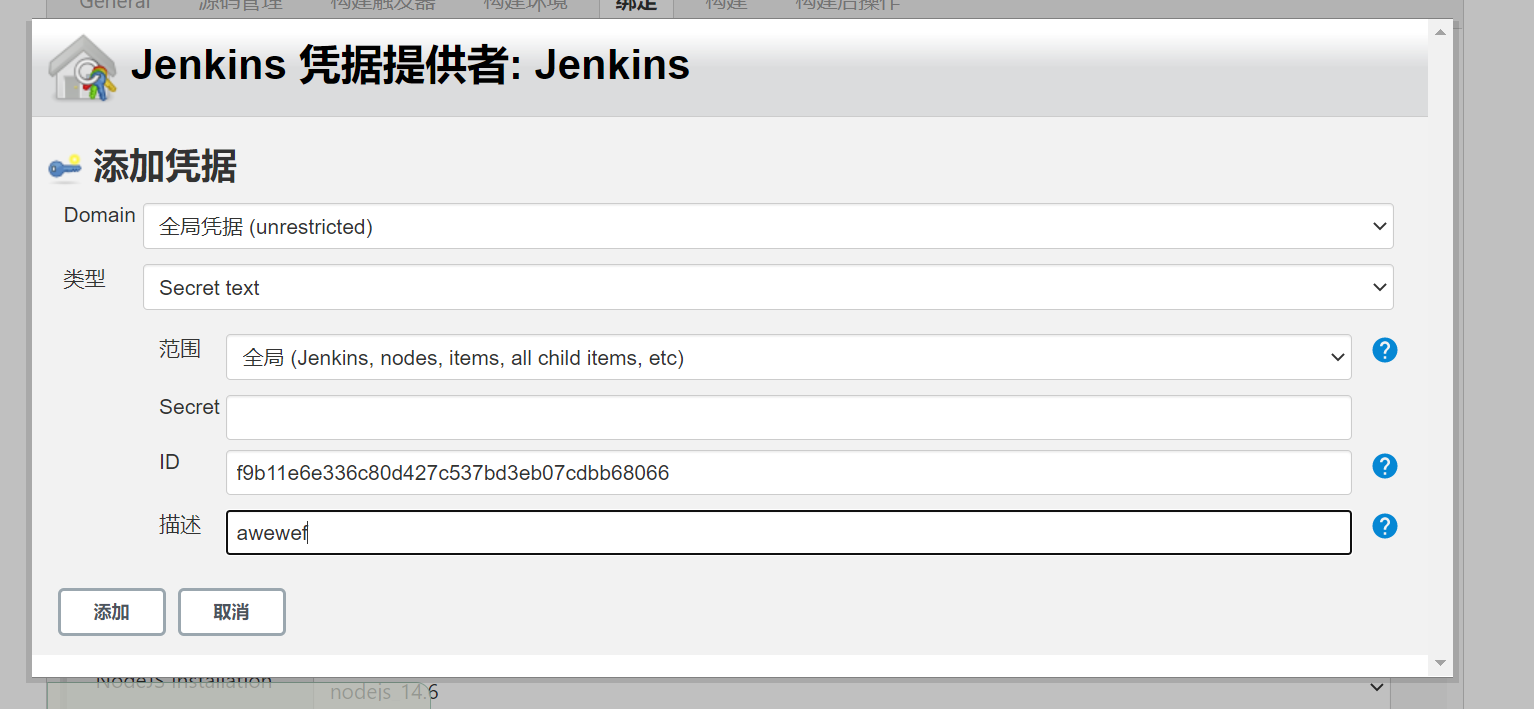 General 源码管理 构建触发器 构建环境 绑定 构建 构建后操作
Jenkins 凭据提供者: Jenkins
添加凭据
Domain 全局凭据 (unrestricted)
类型 Secret text
范围 全局 (Jenkins, nodes, items, all child items, etc)
Secret
ID f9b11e6e336c80d427c537bd3eb07cdbb68066
描述 awewef
添加 取消
NodeJS Installation nodejs 14.6